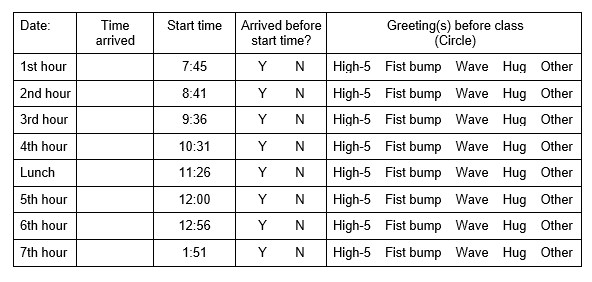 Date: Time arrived Start time Arrived before start time? Greeting(s) before class (Circle)
1st hour 7:45 Y N High-5 Fist bump Wave Hug Other
2nd hour 8:41 Y N High-5 Fist bump Wave Hug Other
3rd hour 9:36 Y N High-5 Fist bump Wave Hug Other
4th hour 10:31 Y N High-5 Fist bump Wave Hug Other
Lunch 11:26 Y N High-5 Fist bump Wave Hug Other
5th hour 12:00 Y N High-5 Fist bump Wave Hug Other
6th hour 12:56 Y N High-5 Fist bump Wave Hug Other
7th hour 1:51 Y N High-5 Fist bump Wave Hug Other